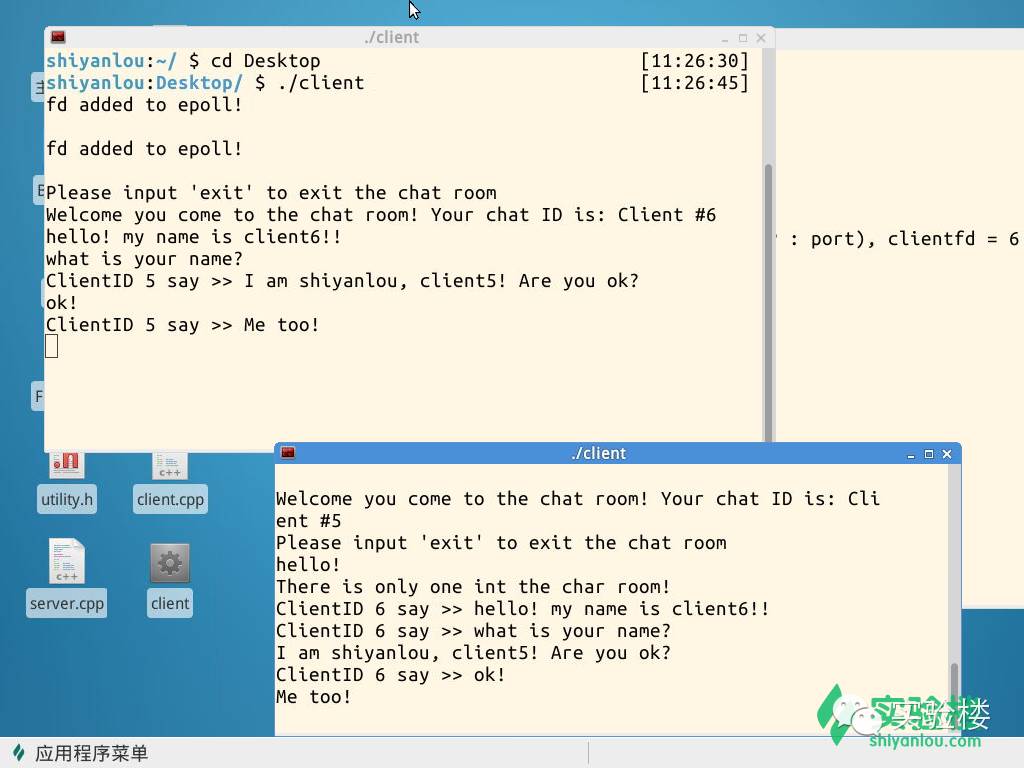 ./client
shiyanlou:~/ $ cd Desktop [11:26:30]
shiyanlou:Desktop/ $ ./client [11:26:45]
fd added to epoll!
fd added to epoll!
Please input 'exit' to exit the chat room
Welcome you come to the chat room! Your chat ID is: Client #6
hello! my name is client6!!
what is your name?
ClientID 5 say >> I am shiyanlou, client5! Are you ok?
ok!
ClientID 5 say >> Me too!
: port), clientfd = 6
utility.h
client.cpp
server.cpp
client
./client
Welcome you come to the chat room! Your chat ID is: Cli
ent #5
Please input 'exit' to exit the chat room
hello!
There is only one int the char room!
ClientID 6 say >> hello! my name is client6!!
ClientID 6 say >> what is your name?
I am shiyanlou, client5! Are you ok?
ClientID 6 say >> ok!
Me too!
实验楼
shiyanlou.com
应用程序菜单